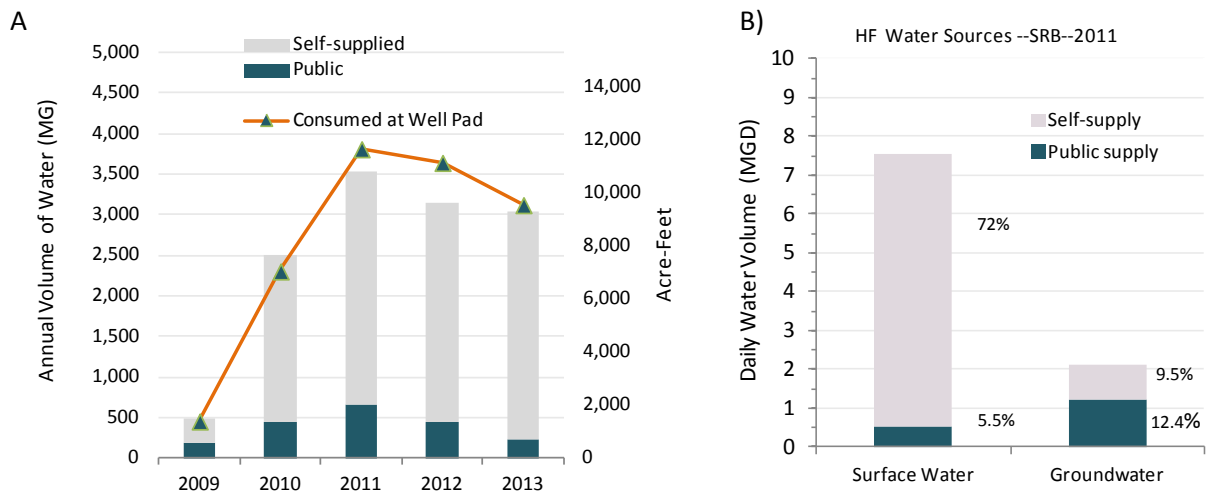 A
Self-supplied
Public
Consumed at Well Pad
Annual Volume of Water (MG)
5,000
4,500
4,000
3,500
3,000
2,500
2,000
1,500
1,000
500
0
14,000
12,000
10,000
8,000
6,000
4,000
2,000
0
Acre-Feet
2009 2010 2011 2012 2013
B)
HF Water Sources --SRB--2011
Self-supply
Public supply
Daily Water Volume (MGD)
10
9
8
7
6
5
4
3
2
1
0
72%
5.5%
9.5%
12.4%
Surface Water Groundwater